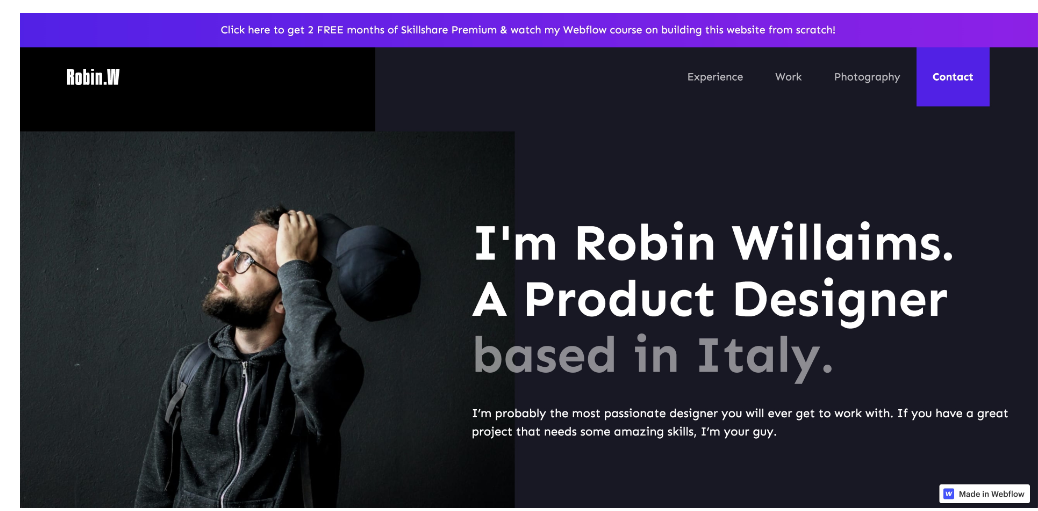 Click here to get 2 FREE months of Skillshare Premium & watch my Webflow course on building this website from scratch!
Robin.W
Experience
Work
Photography
Contact
I'm Robin Willaims.
A Product Designer
based in Italy.
I’m probably the most passionate designer you will ever get to work with. If you have a great
project that needs some amazing skills, I’m your guy.
W Made in Webflow